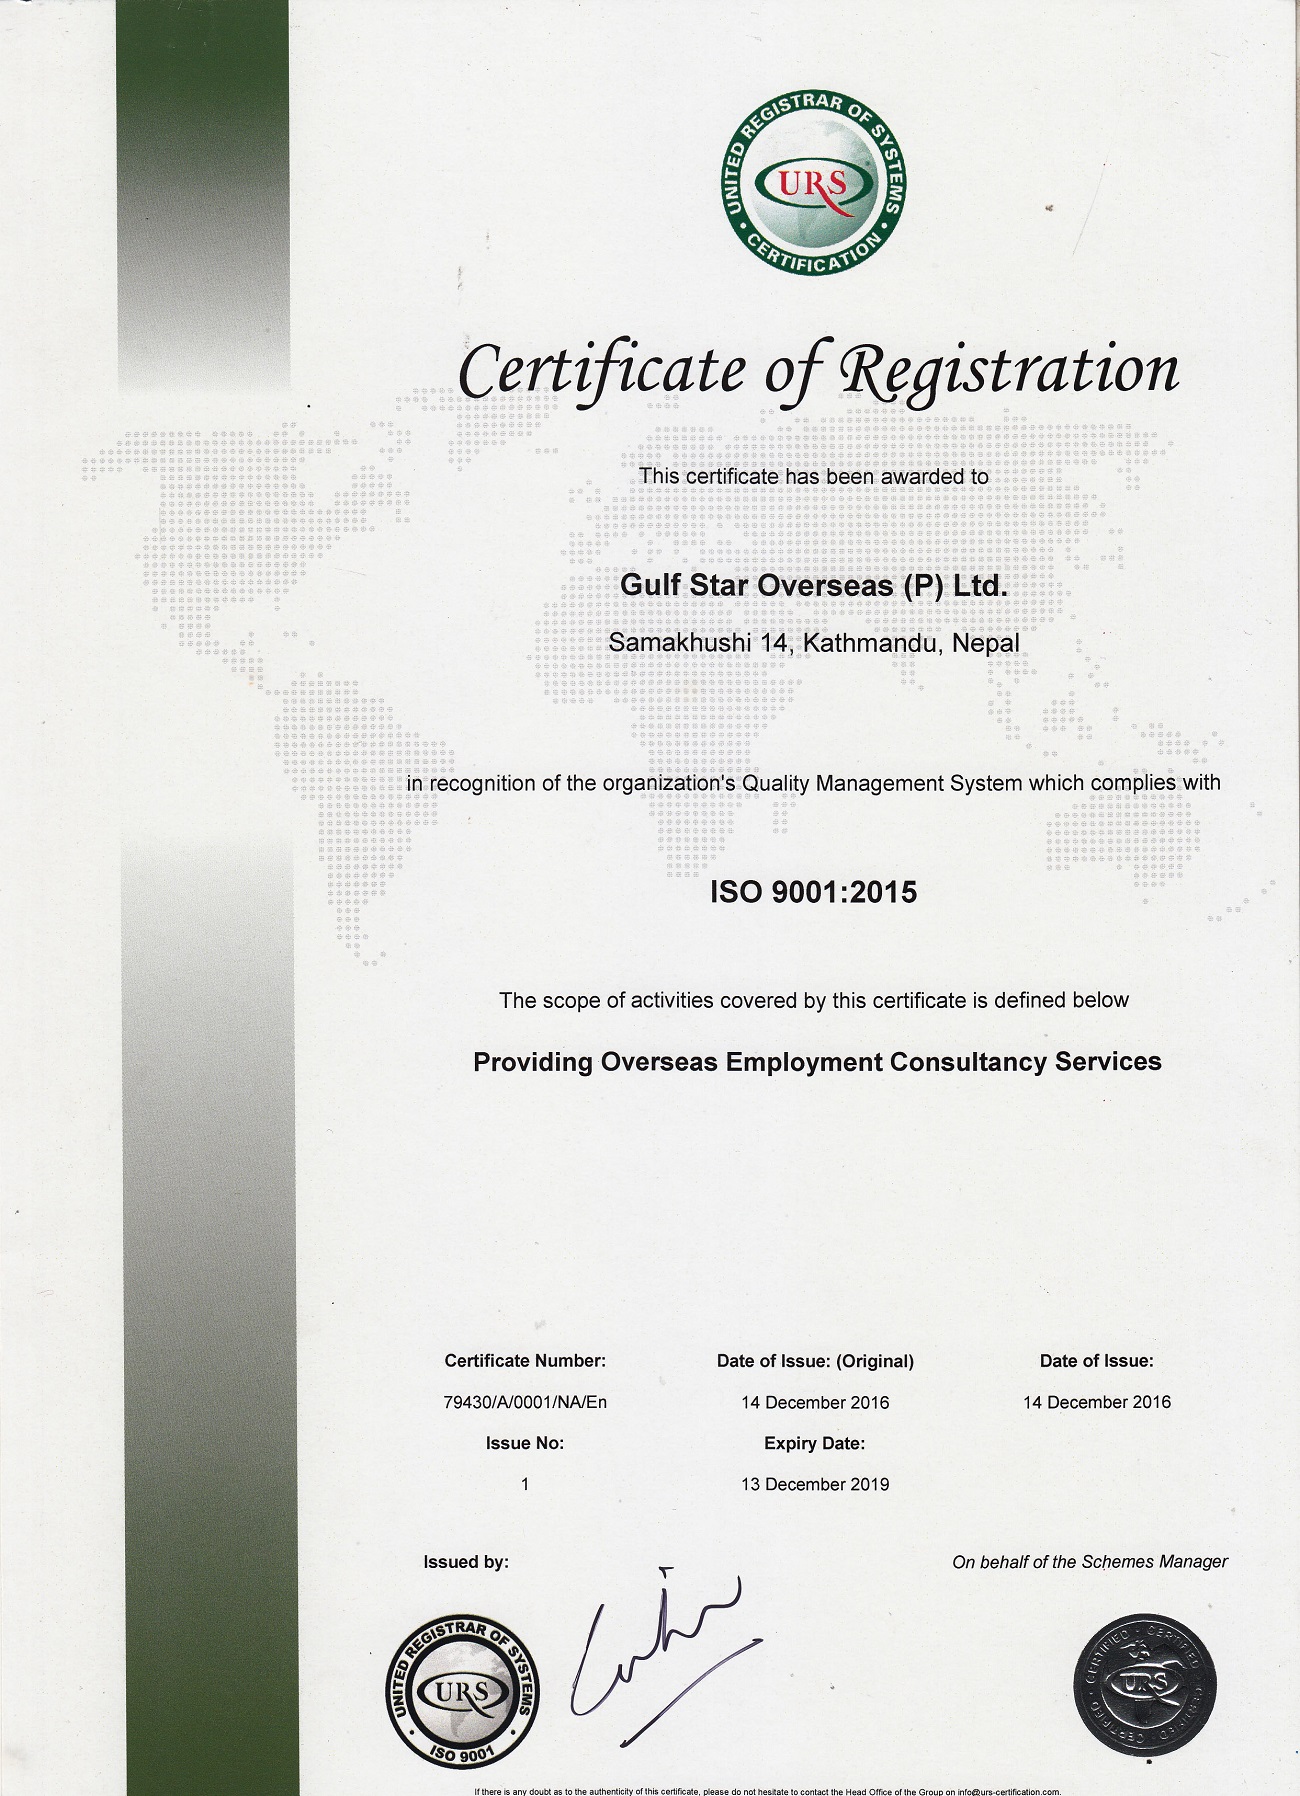 UNITED REGISTRAR OF SYSTEMS
URS
CERTIFICATION
Certificate of Registration
This certificate has been awarded to
Gulf Star Overseas (P) Ltd.
Samakhushi 14, Kathmandu, Nepal
in recognition of the organization's Quality Management System which complies with
ISO 9001:2015
The scope of activities covered by this certificate is defined below
Providing Overseas Employment Consultancy Services
Certificate Number: Date of Issue: (Original) Date of Issue:
79430/A/0001/NA/En 14 December 2016 14 December 2016
Issue No: Expiry Date:
1 13 December 2019
Issued by: On behalf of the Schemes Manager
UNITED REGISTRAR OF SYSTEMS
URS
ISO 9001
CERTIFIED · CERTIFIED · CERTIFIED · CERTIFIED
URS
If there is any doubt as to the authenticity of this certificate, please do not hesitate to contact the Head Office of the Group on info@urs-certification.com.